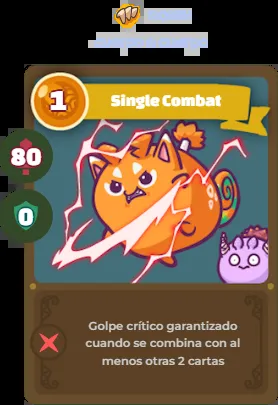 1
Single Combat
80
0
Golpe crítico garantizado
cuando se combina con al
menos otras 2 cartas